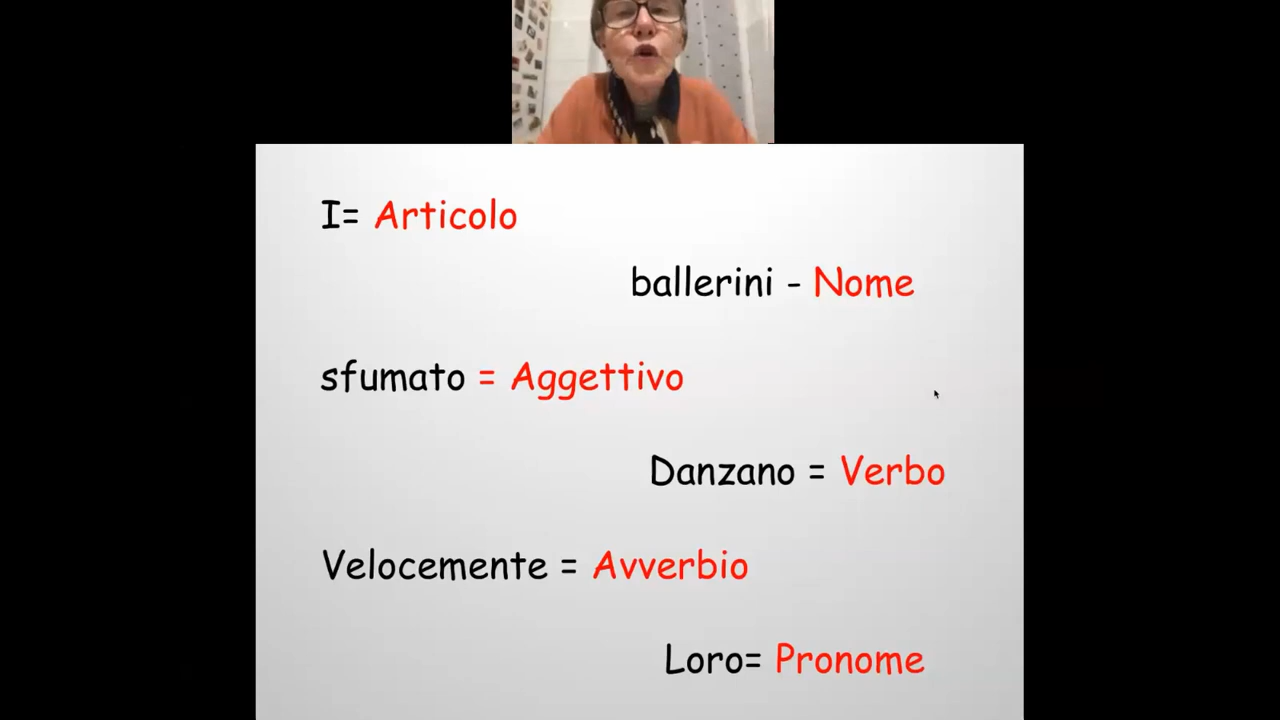 I= Articolo
ballerini - Nome
sfumato = Aggettivo
Danzano = Verbo
Velocemente = Avverbio
Loro= Pronome